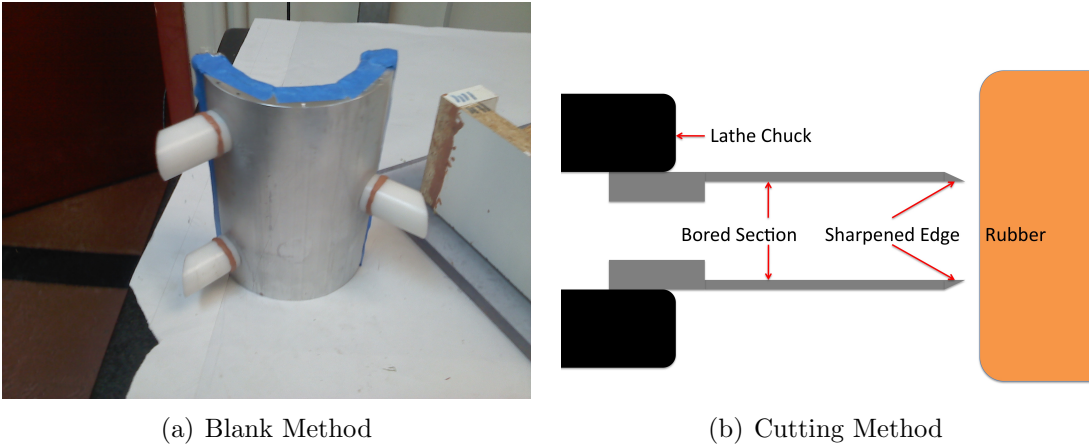 Lathe Chuck
Bored Section
Sharpened Edge
Rubber
(a) Blank Method
(b) Cutting Method